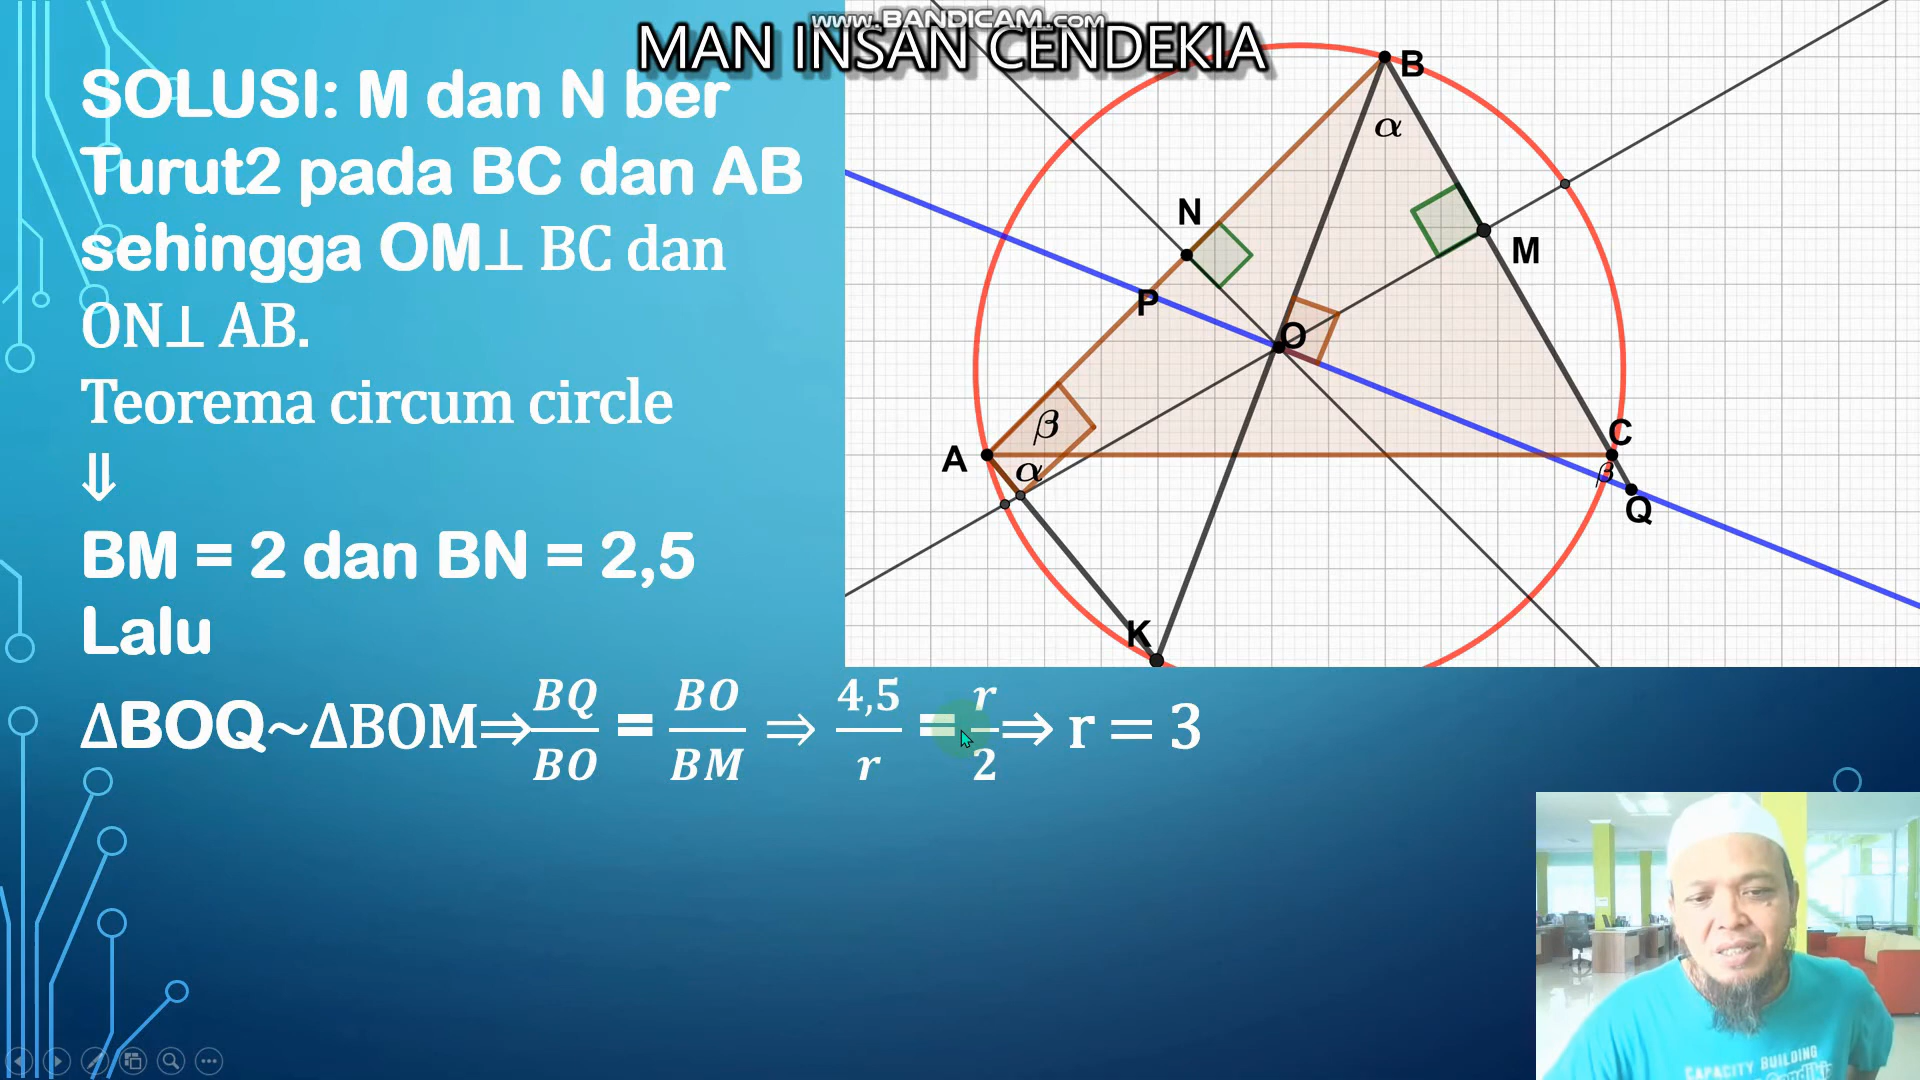 www.BANDICAM.com
MAN INSAN CENDEKIA
SOLUSI: M dan N ber
Turut2 pada BC dan AB
sehingga OM⊥ BC dan
ON⊥ AB.
Teorema circum circle
⇓
BM = 2 dan BN = 2,5
Lalu
ΔBOQ~ΔBOM⇒ BQ/BO = BO/BM ⇒ 4,5/r = r/2 ⇒ r = 3
B
α
N
M
P
O
β
C
A
α
β
Q
K
CAPACITY BUILDING